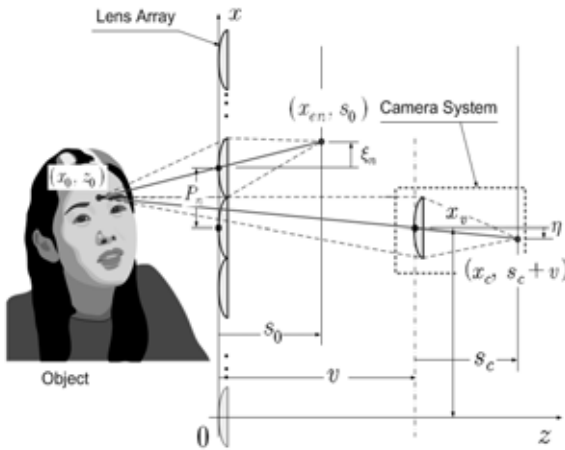 Lens Array
x
(x_en, s_0)
Camera System
(x_0, z_0)
P_n
ξ_n
x_v
η
(x_c, s_c+v)
s_0
s_c
v
Object
0
z